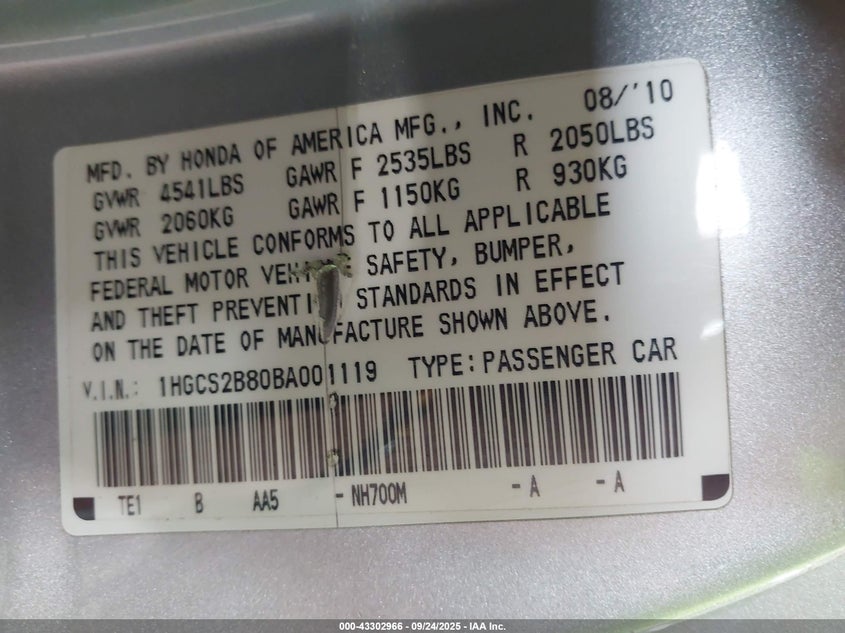 MFD. BY HONDA OF AMERICA MFG., INC. 08/'10
GVWR 4541LBS GAWR F 2535LBS R 2050LBS
GVWR 2060KG GAWR F 1150KG R 930KG
THIS VEHICLE CONFORMS TO ALL APPLICABLE
FEDERAL MOTOR VEHICLE SAFETY, BUMPER,
AND THEFT PREVENTION STANDARDS IN EFFECT
ON THE DATE OF MANUFACTURE SHOWN ABOVE.
V.I.N.: 1HGCS2B80BA001119 TYPE: PASSENGER CAR
TE1 B AA5 - NH700M - A - A
000-43302966 - 09/24/2025 - IAA Inc.